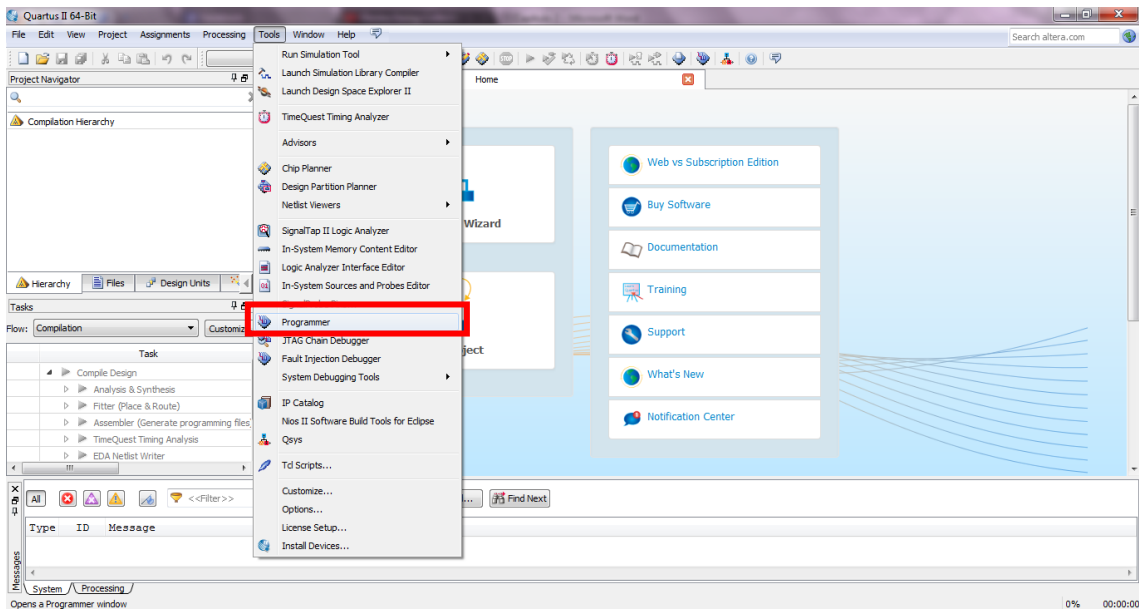 Quartus II 64-Bit
File Edit View Project Assignments Processing Tools Window Help
Search altera.com
Project Navigator
Compilation Hierarchy
Hierarchy Files Design Units
Tasks
Flow: Compilation Customiz
Task
Compile Design
Analysis & Synthesis
Fitter (Place & Route)
Assembler (Generate programming files)
TimeQuest Timing Analysis
EDA Netlist Writer
Run Simulation Tool
Launch Simulation Library Compiler
Launch Design Space Explorer II
TimeQuest Timing Analyzer
Advisors
Chip Planner
Design Partition Planner
Netlist Viewers
SignalTap II Logic Analyzer
In-System Memory Content Editor
Logic Analyzer Interface Editor
In-System Sources and Probes Editor
Programmer
JTAG Chain Debugger
Fault Injection Debugger
System Debugging Tools
IP Catalog
Nios II Software Build Tools for Eclipse
Qsys
Tcl Scripts...
Customize...
Options...
License Setup...
Install Devices...
Home
Wizard
ject
Web vs Subscription Edition
Buy Software
Documentation
Training
Support
What's New
Notification Center
All <<Filter>> Find Next
Type ID Message
Messages
System Processing
Opens a Programmer window
0% 00:00:00